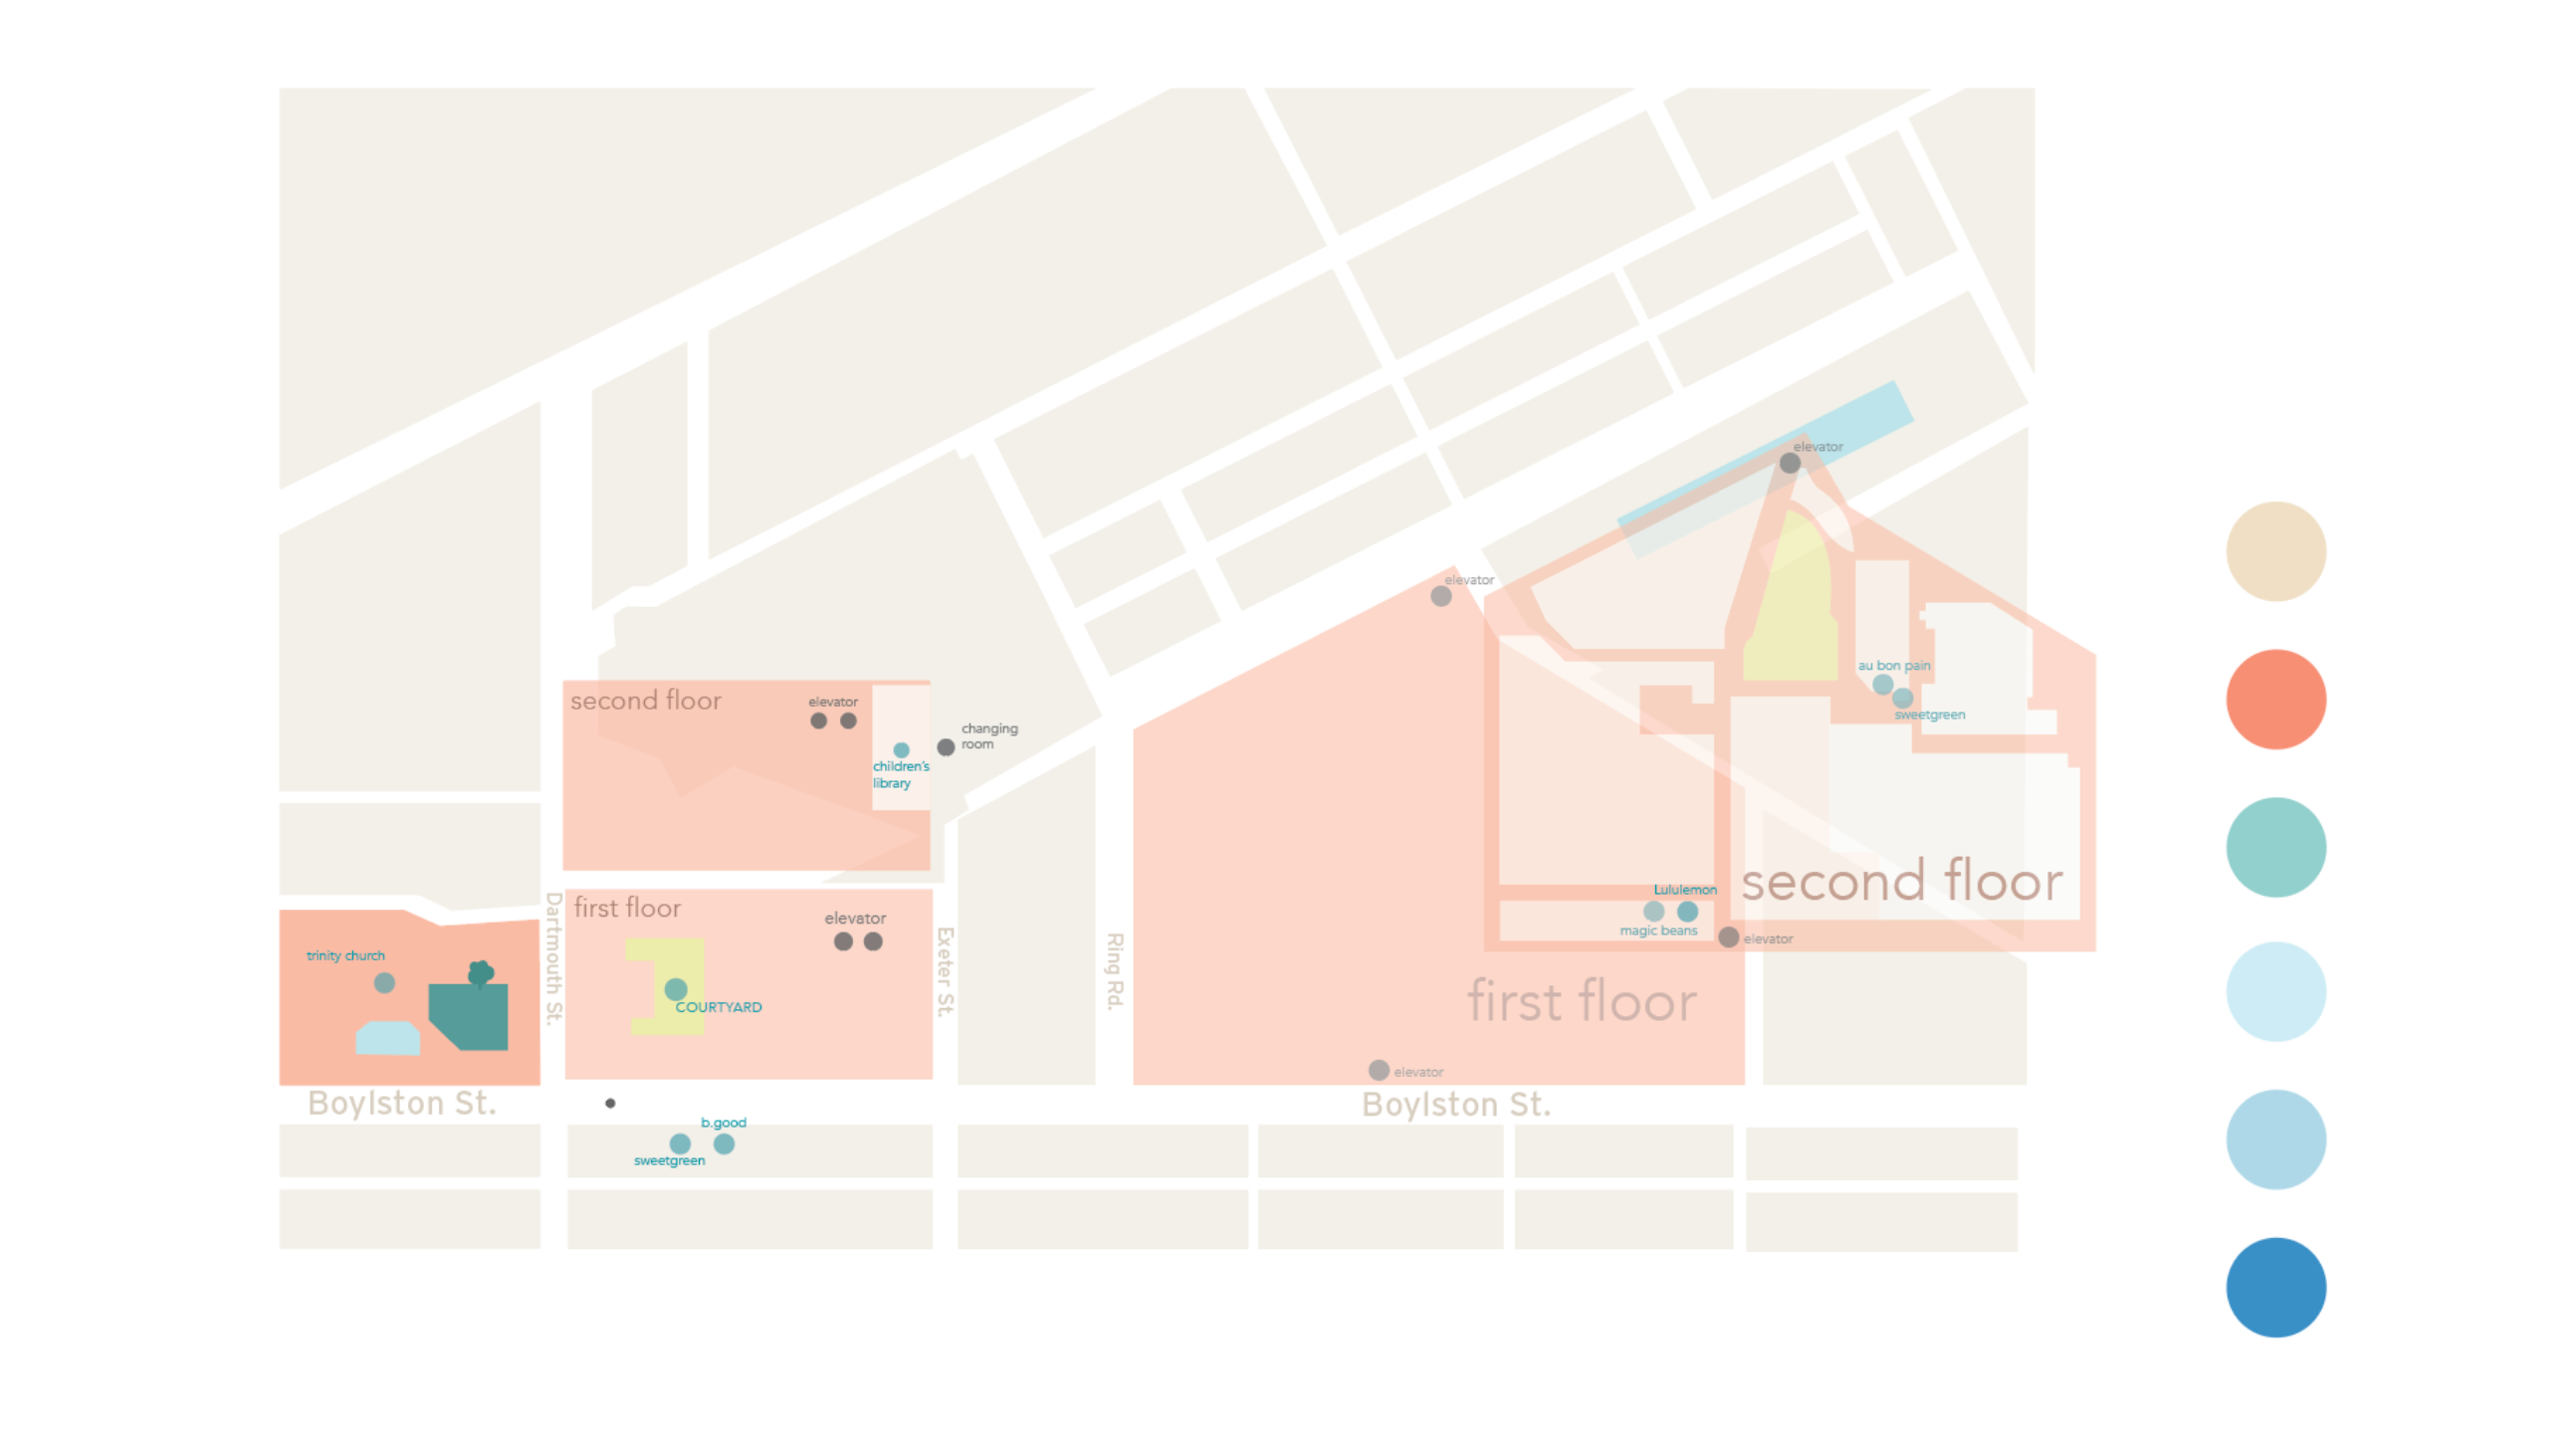 elevator
elevator
au bon pain
sweetgreen
second floor
elevator
changing
room
children's
library
Lululemon
magic beans
second floor
elevator
first floor
elevator
trinity church
Dartmouth St.
first floor
elevator
COURTYARD
Exeter St.
Ring Rd.
elevator
Boylston St.
Boylston St.
b.good
sweetgreen